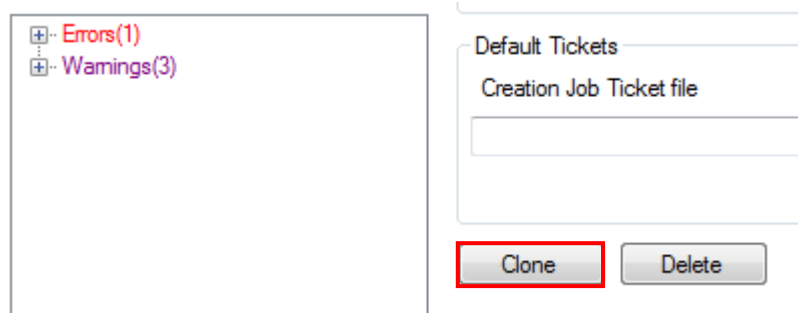 Errors(1)
Warnings(3)
Default Tickets
Creation Job Ticket file
Clone
Delete